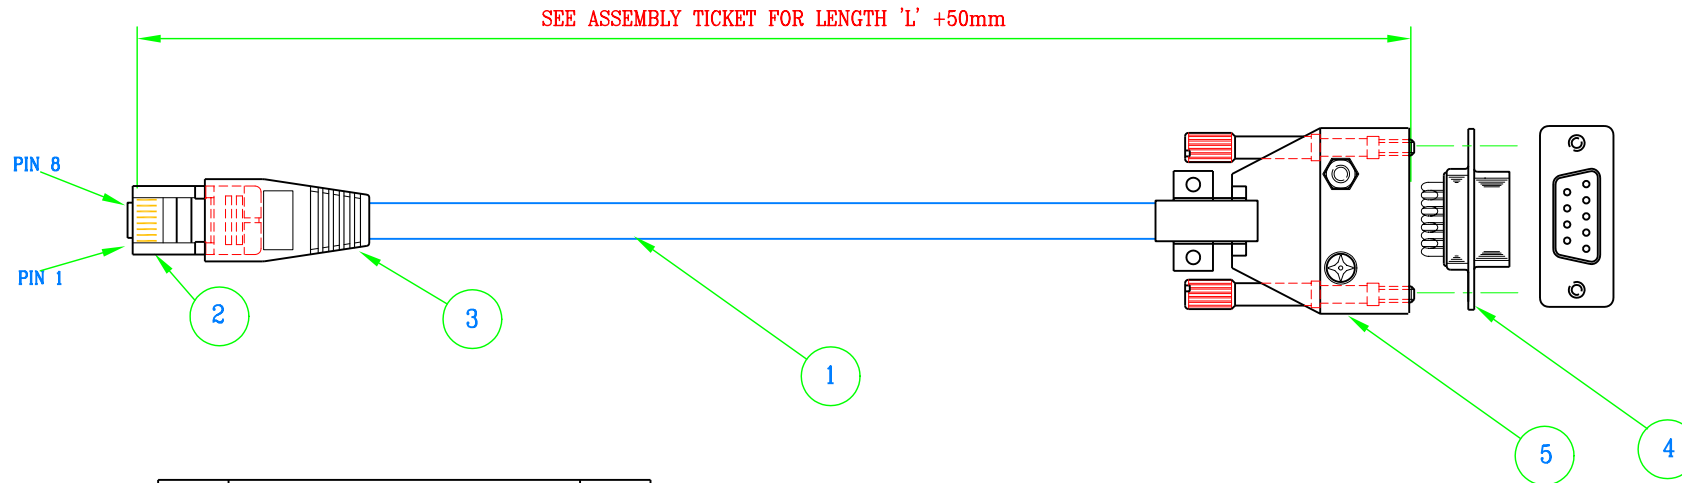 SEE ASSEMBLY TICKET FOR LENGTH 'L' +50mm
PIN 8
PIN 1
2
3
1
5
4